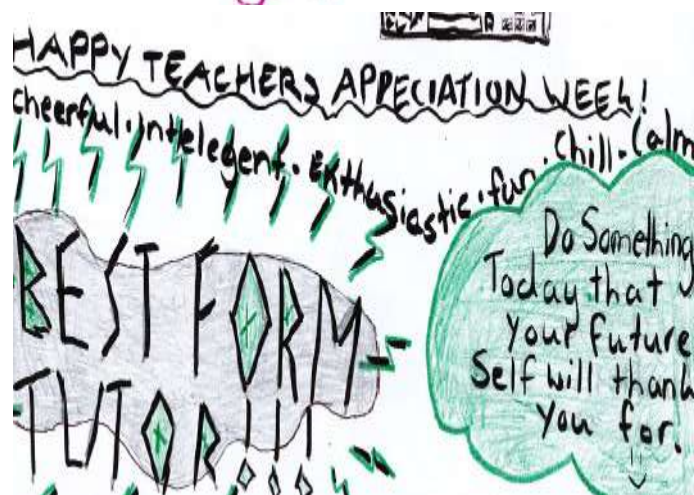 HAPPY TEACHERS APPECIATION WEEK!
cheerful. intelegent. Enthusiastic. fun. Chill. Calm
BEST FORM
TUTOR!!!
Do Something
Today that
your future
Self will thank
you for.